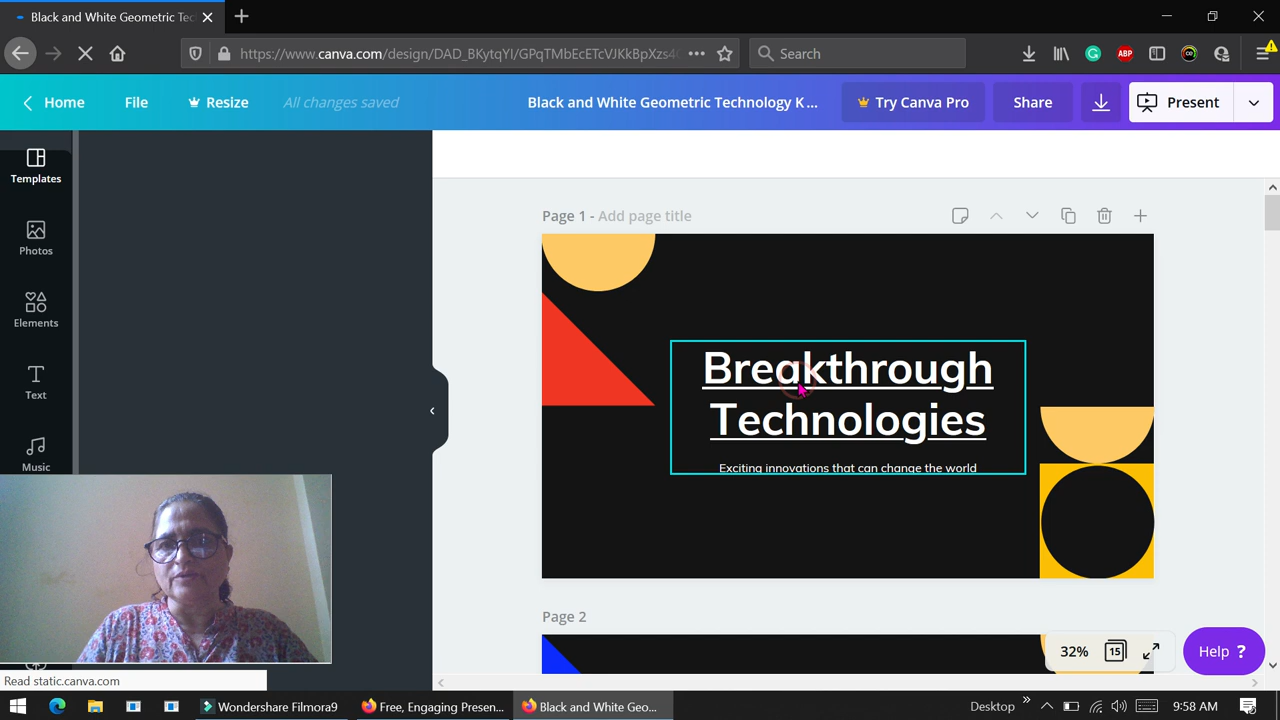 Black and White Geometric Tec
https://www.canva.com/design/DAD_BKytqYI/GPqTMbEcETcVJKkBpXzs4
Search
ABP
Home
File
Resize
All changes saved
Black and White Geometric Technology K ...
Try Canva Pro
Share
Present
Templates
Photos
Elements
Text
Music
Page 1 - Add page title
Breakthrough
Technologies
Exciting innovations that can change the world
Page 2
32%
15
Help ?
Read static.canva.com
Wondershare Filmora9
Free, Engaging Presen...
Black and White Geo...
Desktop
9:58 AM